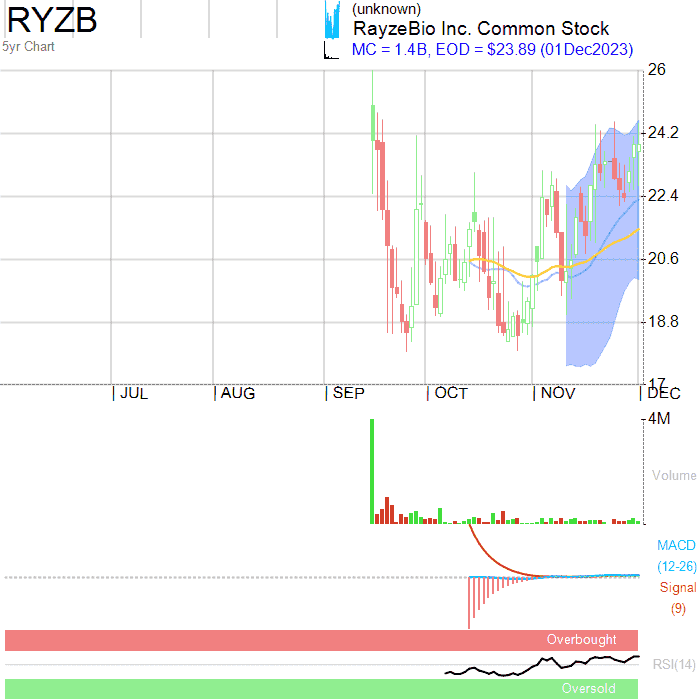 RYZB
5yr Chart
(unknown)
RayzeBio Inc. Common Stock
MC = 1.4B, EOD = $23.89 (01Dec2023)
26
24.2
22.4
20.6
18.8
17
JUL AUG SEP OCT NOV DEC
4M
Volume
MACD
(12-26)
Signal
(9)
Overbought
RSI(14)
Oversold